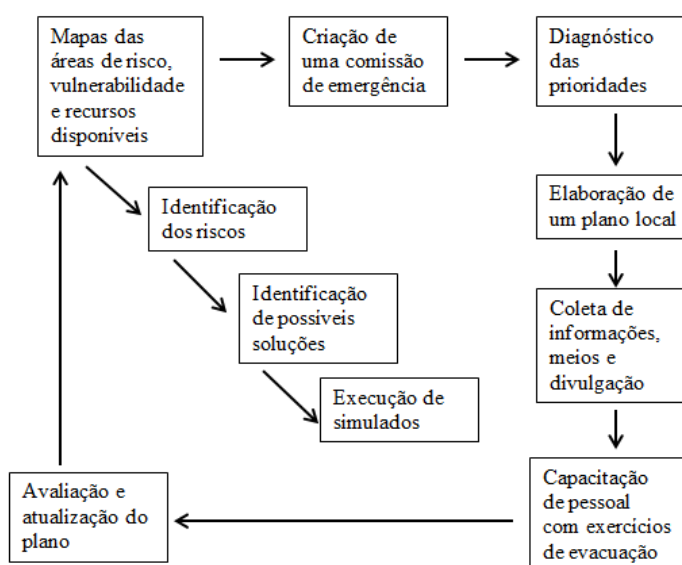 Mapas das
áreas de risco,
vulnerabilidade
e recursos
disponíveis
Criação de
uma comissão
de emergência
Diagnóstico
das
prioridades
Identificação
dos riscos
Elaboração de
um plano local
Identificação
de possíveis
soluções
Coleta de
informações,
meios e
divulgação
Execução de
simulados
Avaliação e
atualização do
plano
Capacitação
de pessoal
com exercícios
de evacuação